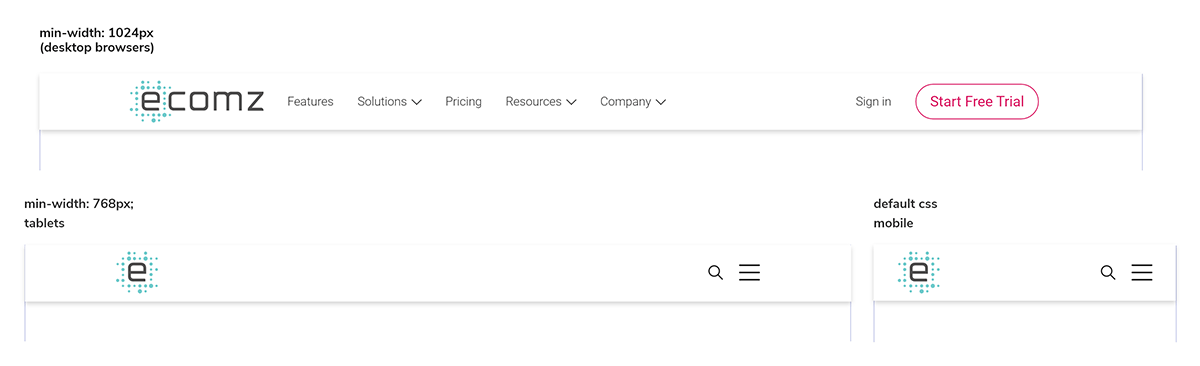 min-width: 1024px
(desktop browsers)
ecomz Features Solutions Pricing Resources Company Sign in Start Free Trial
min-width: 768px;
tablets
e
default css
mobile
e